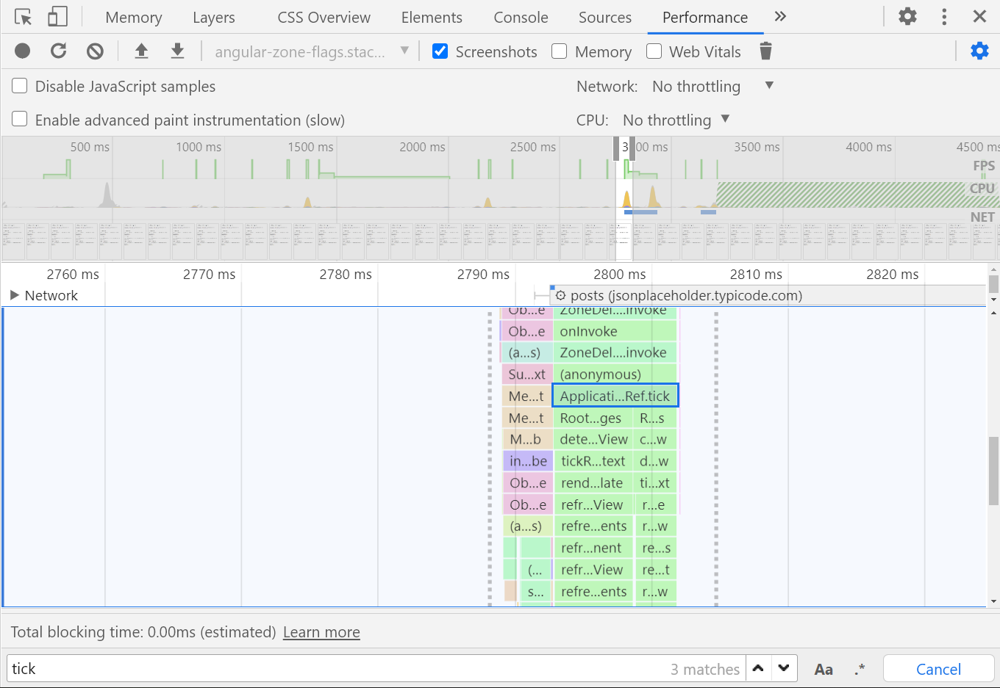 Memory Layers CSS Overview Elements Console Sources Performance
angular-zone-flags.stac... Screenshots Memory Web Vitals
Disable JavaScript samples Network: No throttling
Enable advanced paint instrumentation (slow) CPU: No throttling
500 ms 1000 ms 1500 ms 2000 ms 2500 ms 3 00 ms 3500 ms 4000 ms 4500 ms
FPS
CPU
NET
2760 ms 2770 ms 2780 ms 2790 ms 2800 ms 2810 ms 2820 ms
Network posts (jsonplaceholder.typicode.com)
Ob...e ZoneDel....invoke
Ob...e onInvoke
(a...s) ZoneDel....invoke
Su...xt (anonymous)
Me...t Applicati...Ref.tick
Me...t Root...ges R...s
M...b dete...View c...w
in...be tickR...text d...w
Ob...e rend...late ti...xt
Ob...e refr...View r...e
(a...s) refre...ents r...w
refr...nent re...s
(... refr...View re...t
s... refre...ents r...w
Total blocking time: 0.00ms (estimated) Learn more
tick 3 matches Aa .* Cancel